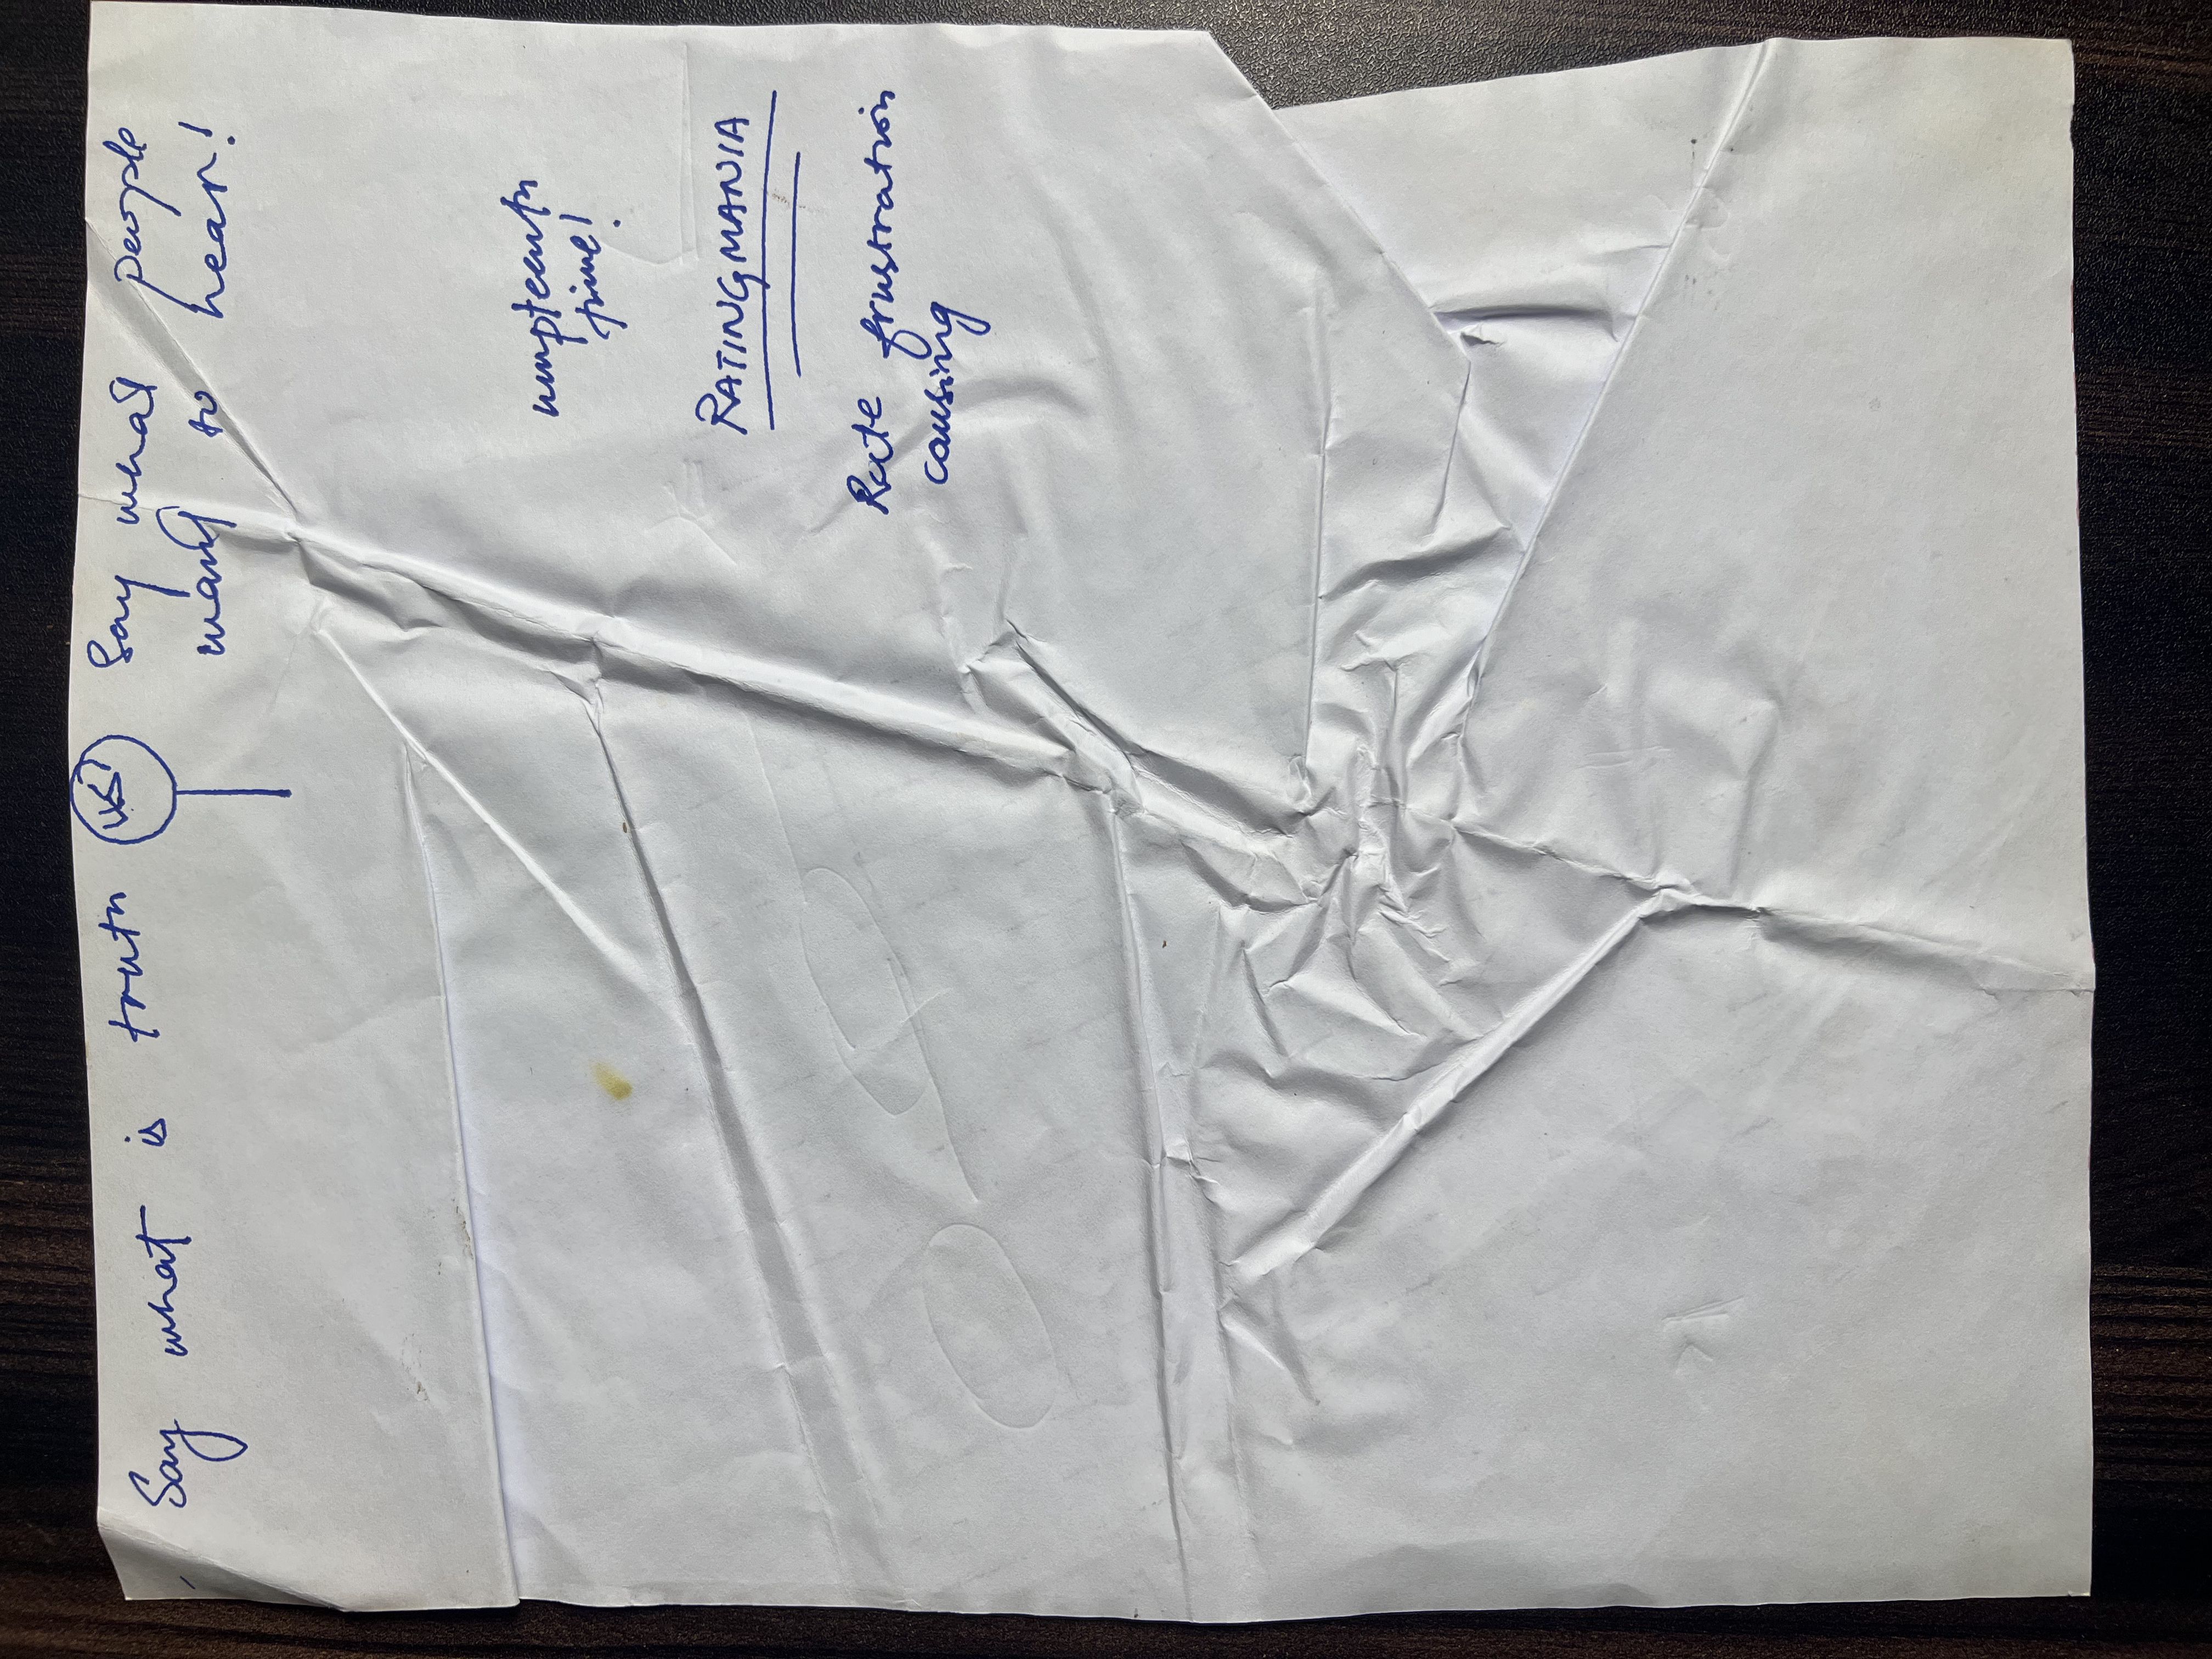 Say what is truth vs. Say what people
want to hear!
umpteenth
time!
RATINGMANIA
Rate frustration
causing